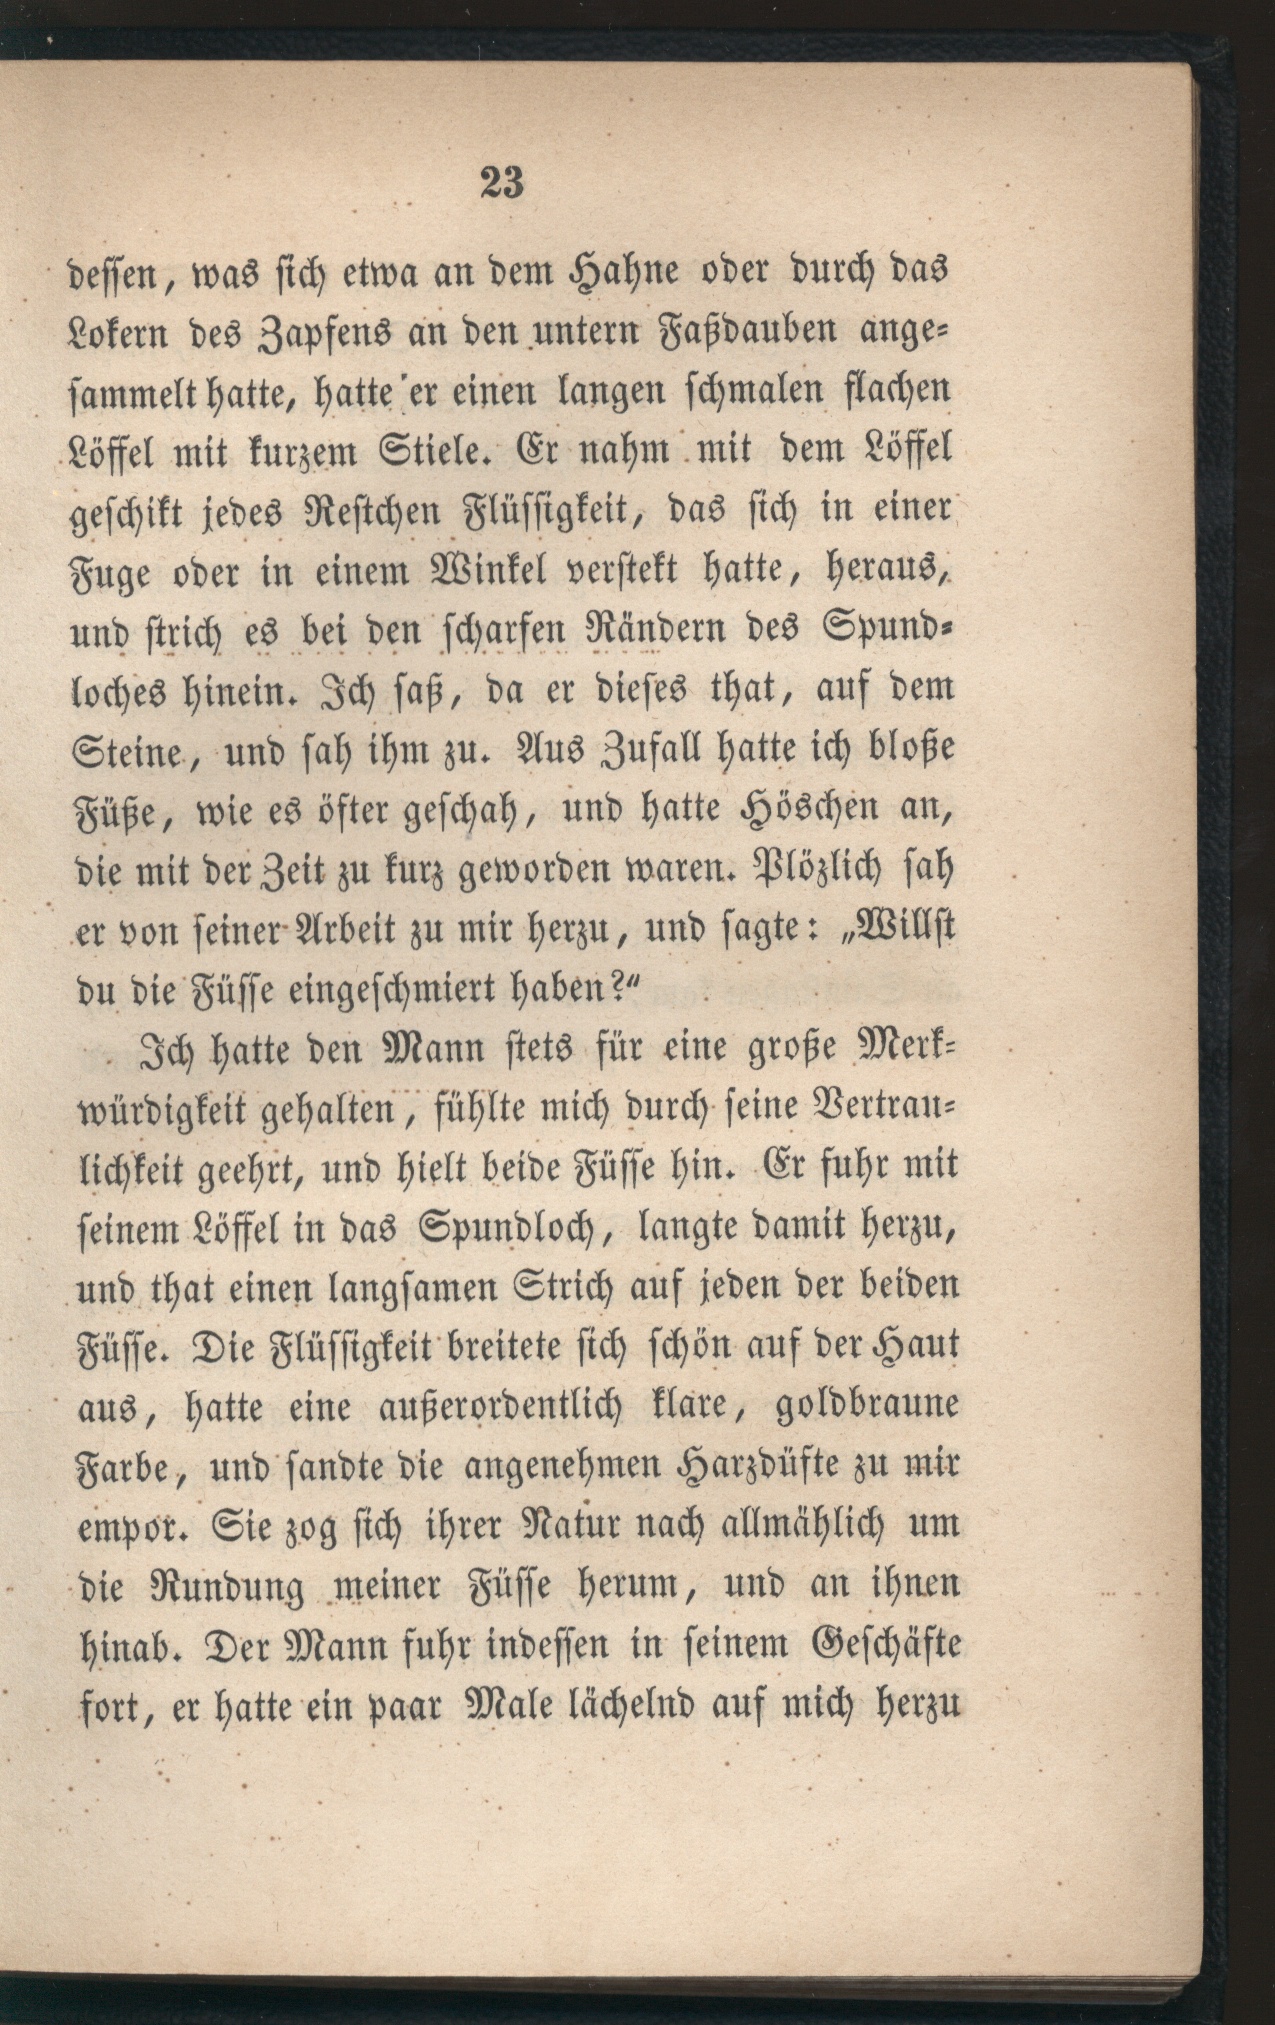 23
dessen, was sich etwa an dem Hahne oder durch das
Lokern des Zapfens an den untern Faßdauben ange-
sammelt hatte, hatte er einen langen schmalen flachen
Löffel mit kurzem Stiele. Er nahm mit dem Löffel
geschikt jedes Restchen Flüssigkeit, das sich in einer
Fuge oder in einem Winkel verstekt hatte, heraus,
und strich es bei den scharfen Rändern des Spund-
loches hinein. Ich saß, da er dieses that, auf dem
Steine, und sah ihm zu. Aus Zufall hatte ich bloße
Füße, wie es öfter geschah, und hatte Höschen an,
die mit der Zeit zu kurz geworden waren. Plözlich sah
er von seiner Arbeit zu mir herzu, und sagte: „Willst
du die Füsse eingeschmiert haben?“
Ich hatte den Mann stets für eine große Merk-
würdigkeit gehalten, fühlte mich durch seine Vertrau-
lichkeit geehrt, und hielt beide Füsse hin. Er fuhr mit
seinem Löffel in das Spundloch, langte damit herzu,
und that einen langsamen Strich auf jeden der beiden
Füsse. Die Flüssigkeit breitete sich schön auf der Haut
aus, hatte eine außerordentlich klare, goldbraune
Farbe, und sandte die angenehmen Harzdüfte zu mir
empor. Sie zog sich ihrer Natur nach allmählich um
die Rundung meiner Füsse herum, und an ihnen
hinab. Der Mann fuhr indessen in seinem Geschäfte
fort, er hatte ein paar Male lächelnd auf mich herzu